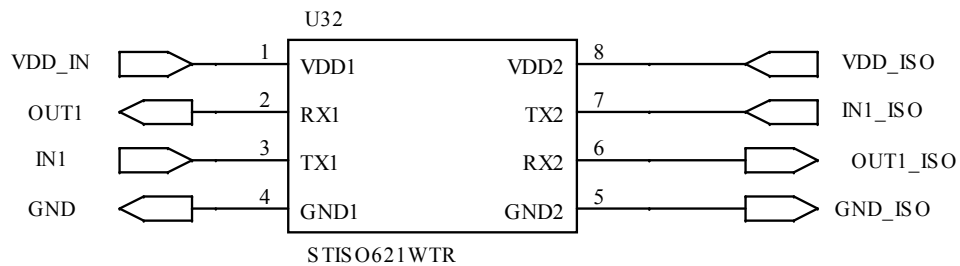 U32
VDD_IN 1 VDD1 VDD2 8 VDD_ISO
OUT1 2 RX1 TX2 7 IN1_ISO
IN1 3 TX1 RX2 6 OUT1_ISO
GND 4 GND1 GND2 5 GND_ISO
STISO621WTR